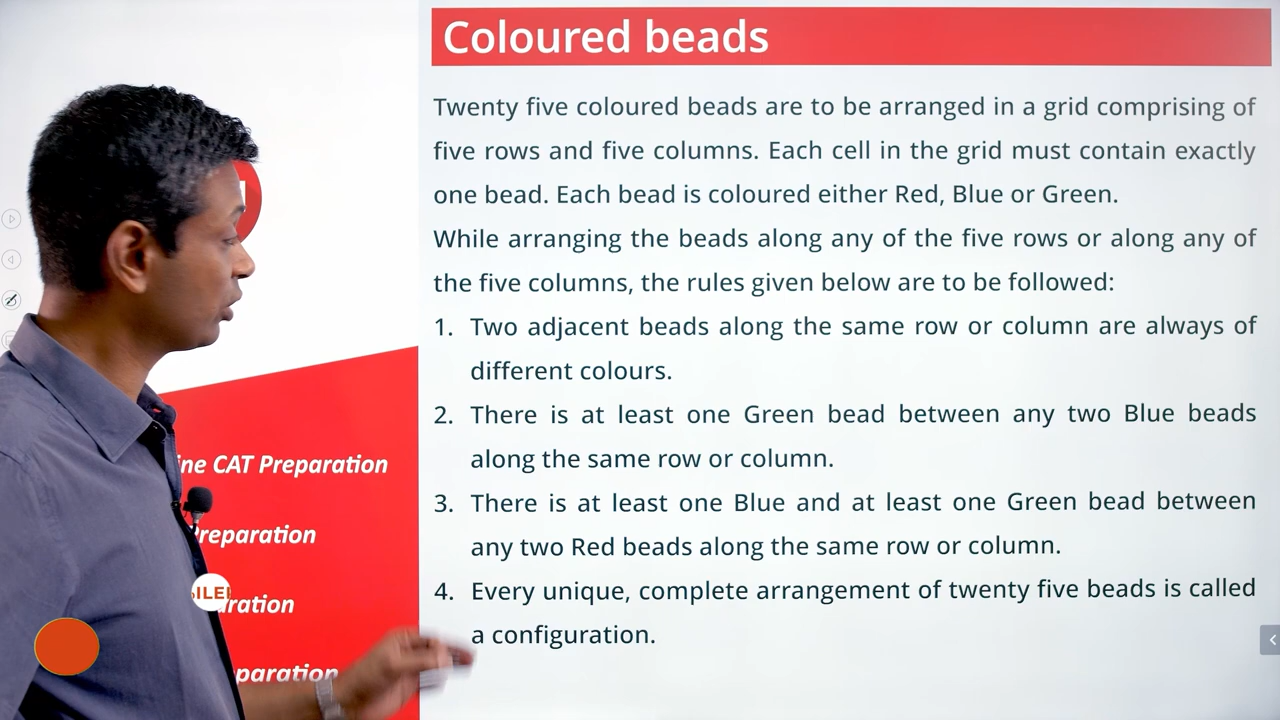 Coloured beads
Twenty five coloured beads are to be arranged in a grid comprising of
five rows and five columns. Each cell in the grid must contain exactly
one bead. Each bead is coloured either Red, Blue or Green.
While arranging the beads along any of the five rows or along any of
the five columns, the rules given below are to be followed:
1. Two adjacent beads along the same row or column are always of
different colours.
2. There is at least one Green bead between any two Blue beads
along the same row or column.
3. There is at least one Blue and at least one Green bead between
any two Red beads along the same row or column.
4. Every unique, complete arrangement of twenty five beads is called
a configuration.
CAT Preparation